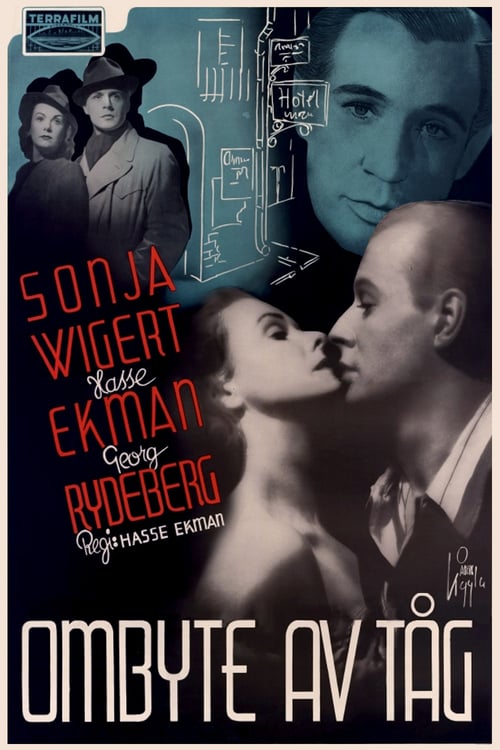 TERRAFILM
Hotel
SONJA
WIGERT
Hasse
EKMAN
Georg
RYDEBERG
Regi: HASSE EKMAN
OMBYTE AV TÅG